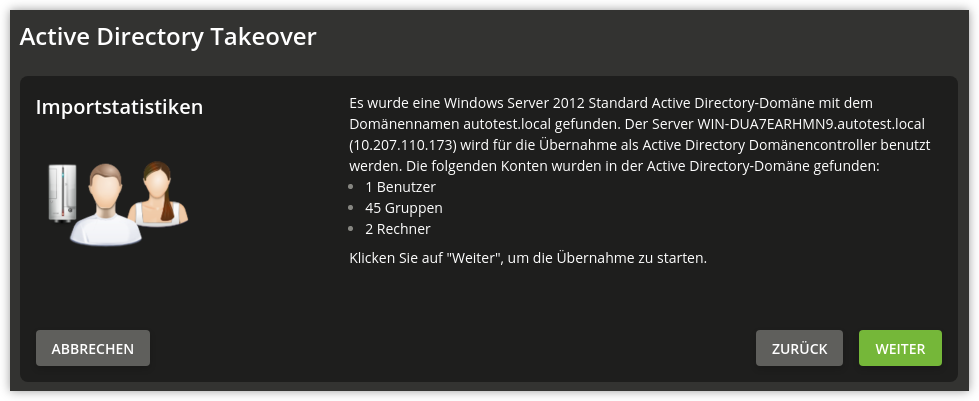 Active Directory Takeover
Importstatistiken
Es wurde eine Windows Server 2012 Standard Active Directory-Domäne mit dem
Domänennamen autotest.local gefunden. Der Server WIN-DUA7EARHMN9.autotest.local
(10.207.110.173) wird für die Übernahme als Active Directory Domänencontroller benutzt
werden. Die folgenden Konten wurden in der Active Directory-Domäne gefunden:
1 Benutzer
45 Gruppen
2 Rechner
Klicken Sie auf "Weiter", um die Übernahme zu starten.
ABBRECHEN
ZURÜCK
WEITER